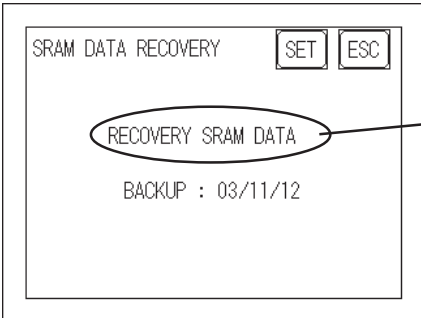 SRAM DATA RECOVERY SET ESC
RECOVERY SRAM DATA
BACKUP : 03/11/12